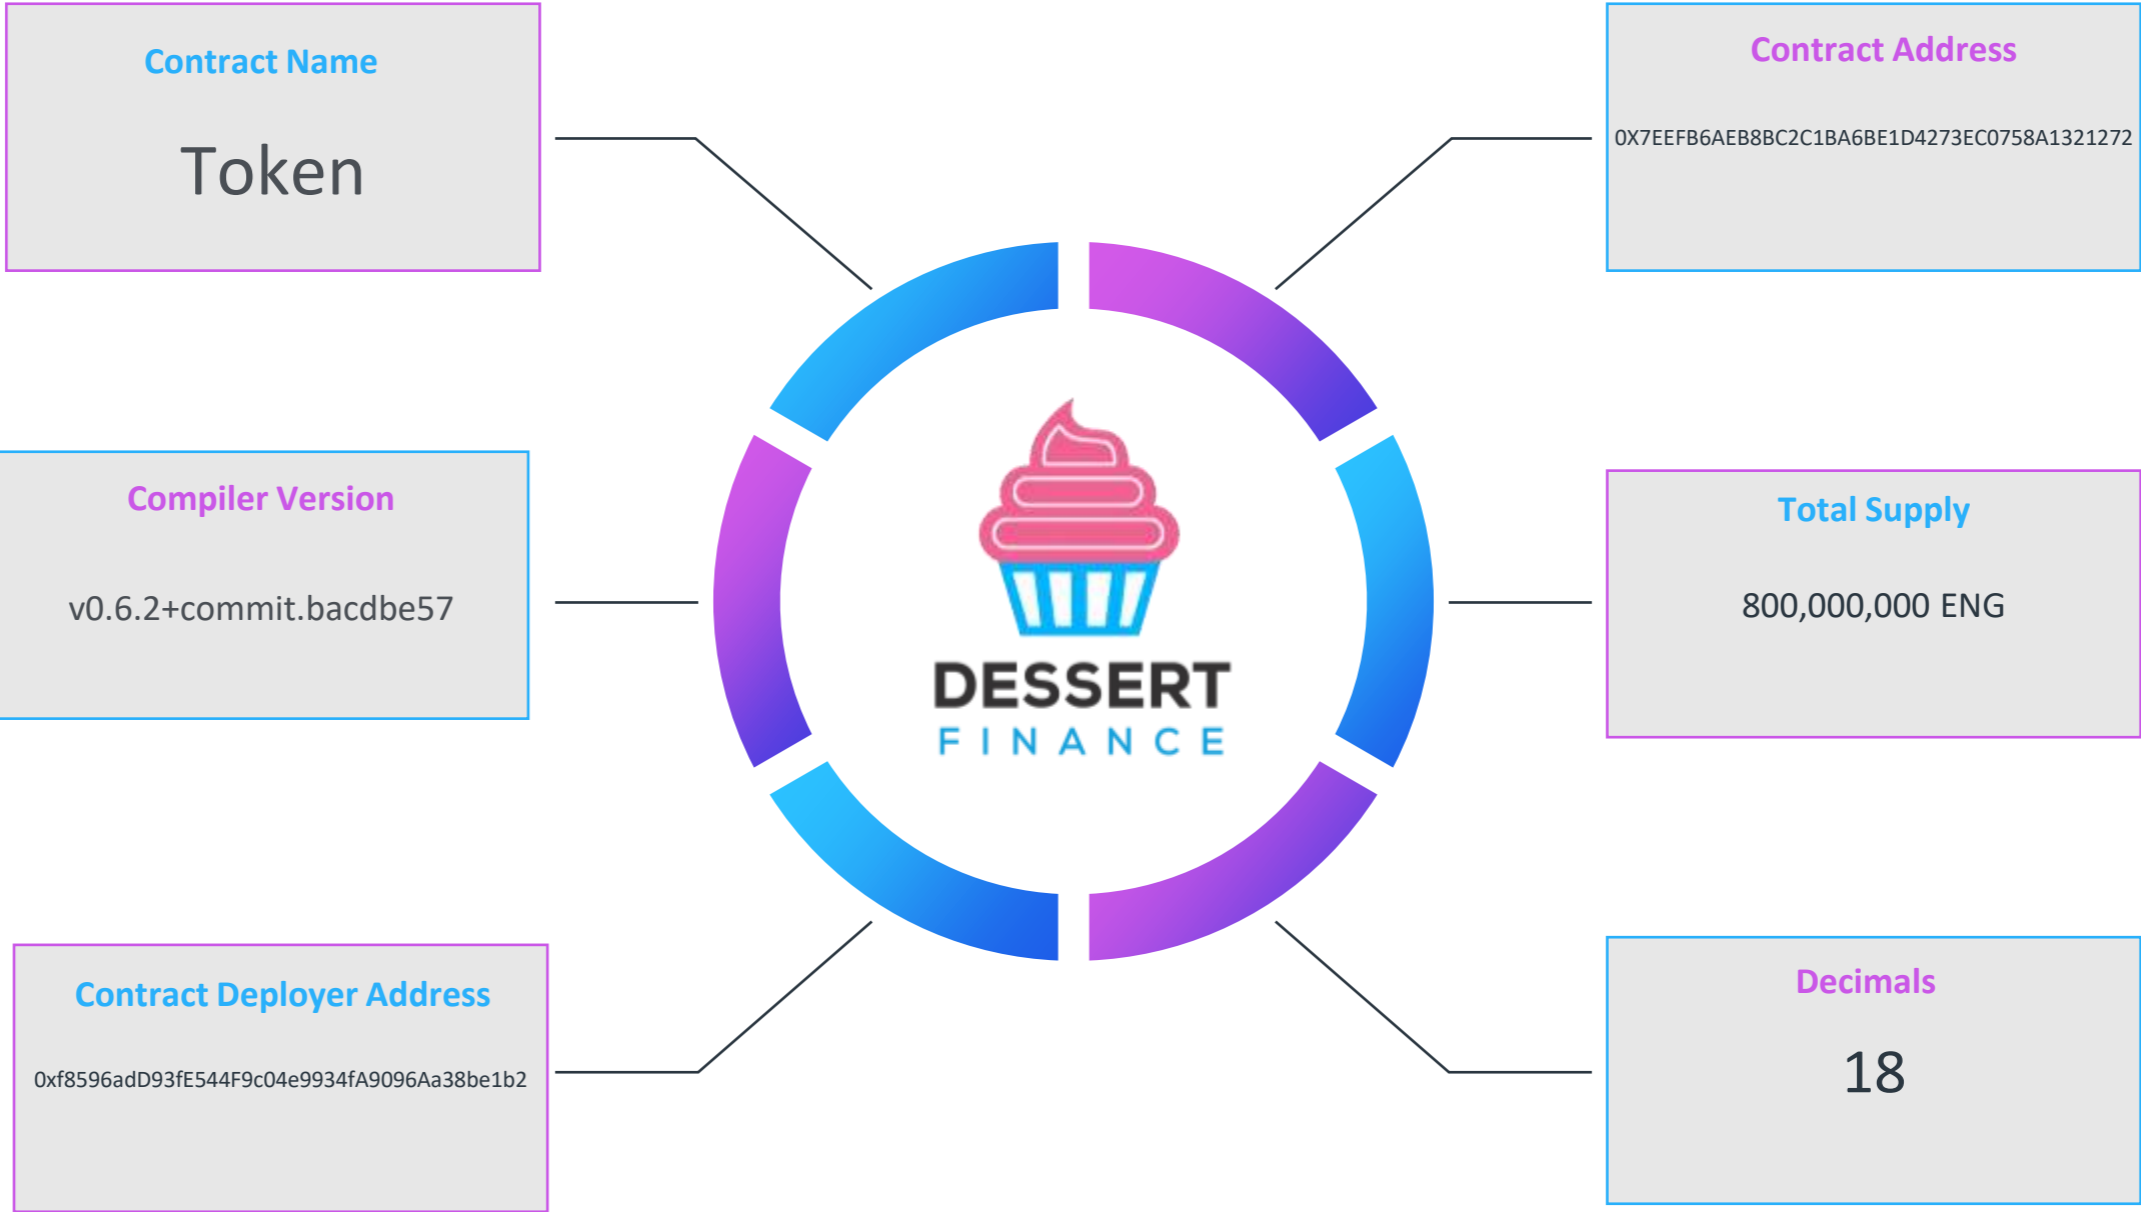 Contract Name
Token
Contract Address
0X7EEFB6AEB8BC2C1BA6BE1D4273EC0758A1321272
Compiler Version
v0.6.2+commit.bacdbe57
DESSERT
FINANCE
Total Supply
800,000,000 ENG
Contract Deployer Address
0xf8596adD93fE544F9c04e9934fA9096Aa38be1b2
Decimals
18